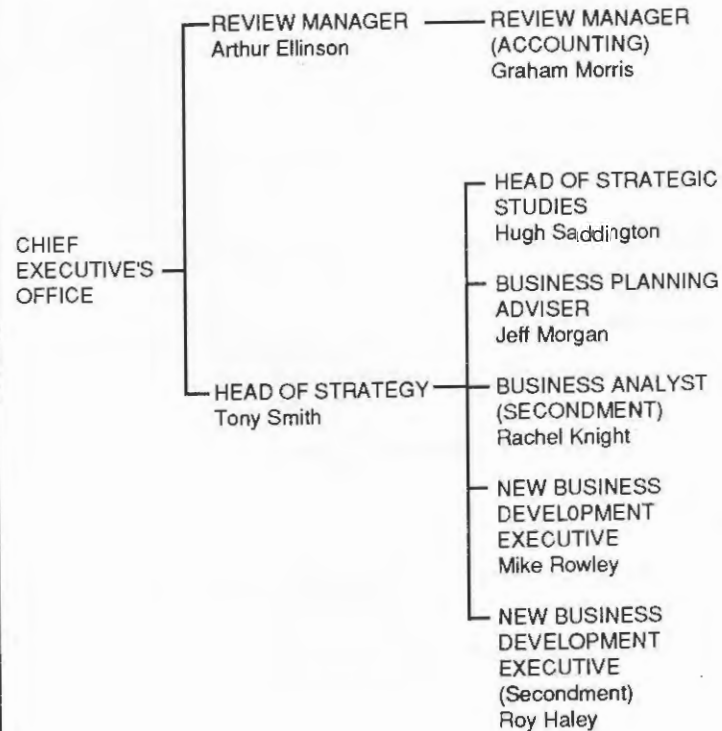 REVIEW MANAGER
Arthur Ellinson
REVIEW MANAGER
(ACCOUNTING)
Graham Morris
CHIEF
EXECUTIVE'S
OFFICE
HEAD OF STRATEGY
Tony Smith
HEAD OF STRATEGIC
STUDIES
Hugh Saddington
BUSINESS PLANNING
ADVISER
Jeff Morgan
BUSINESS ANALYST
(SECONDMENT)
Rachel Knight
NEW BUSINESS
DEVELOPMENT
EXECUTIVE
Mike Rowley
NEW BUSINESS
DEVELOPMENT
EXECUTIVE
(Secondment)
Roy Haley